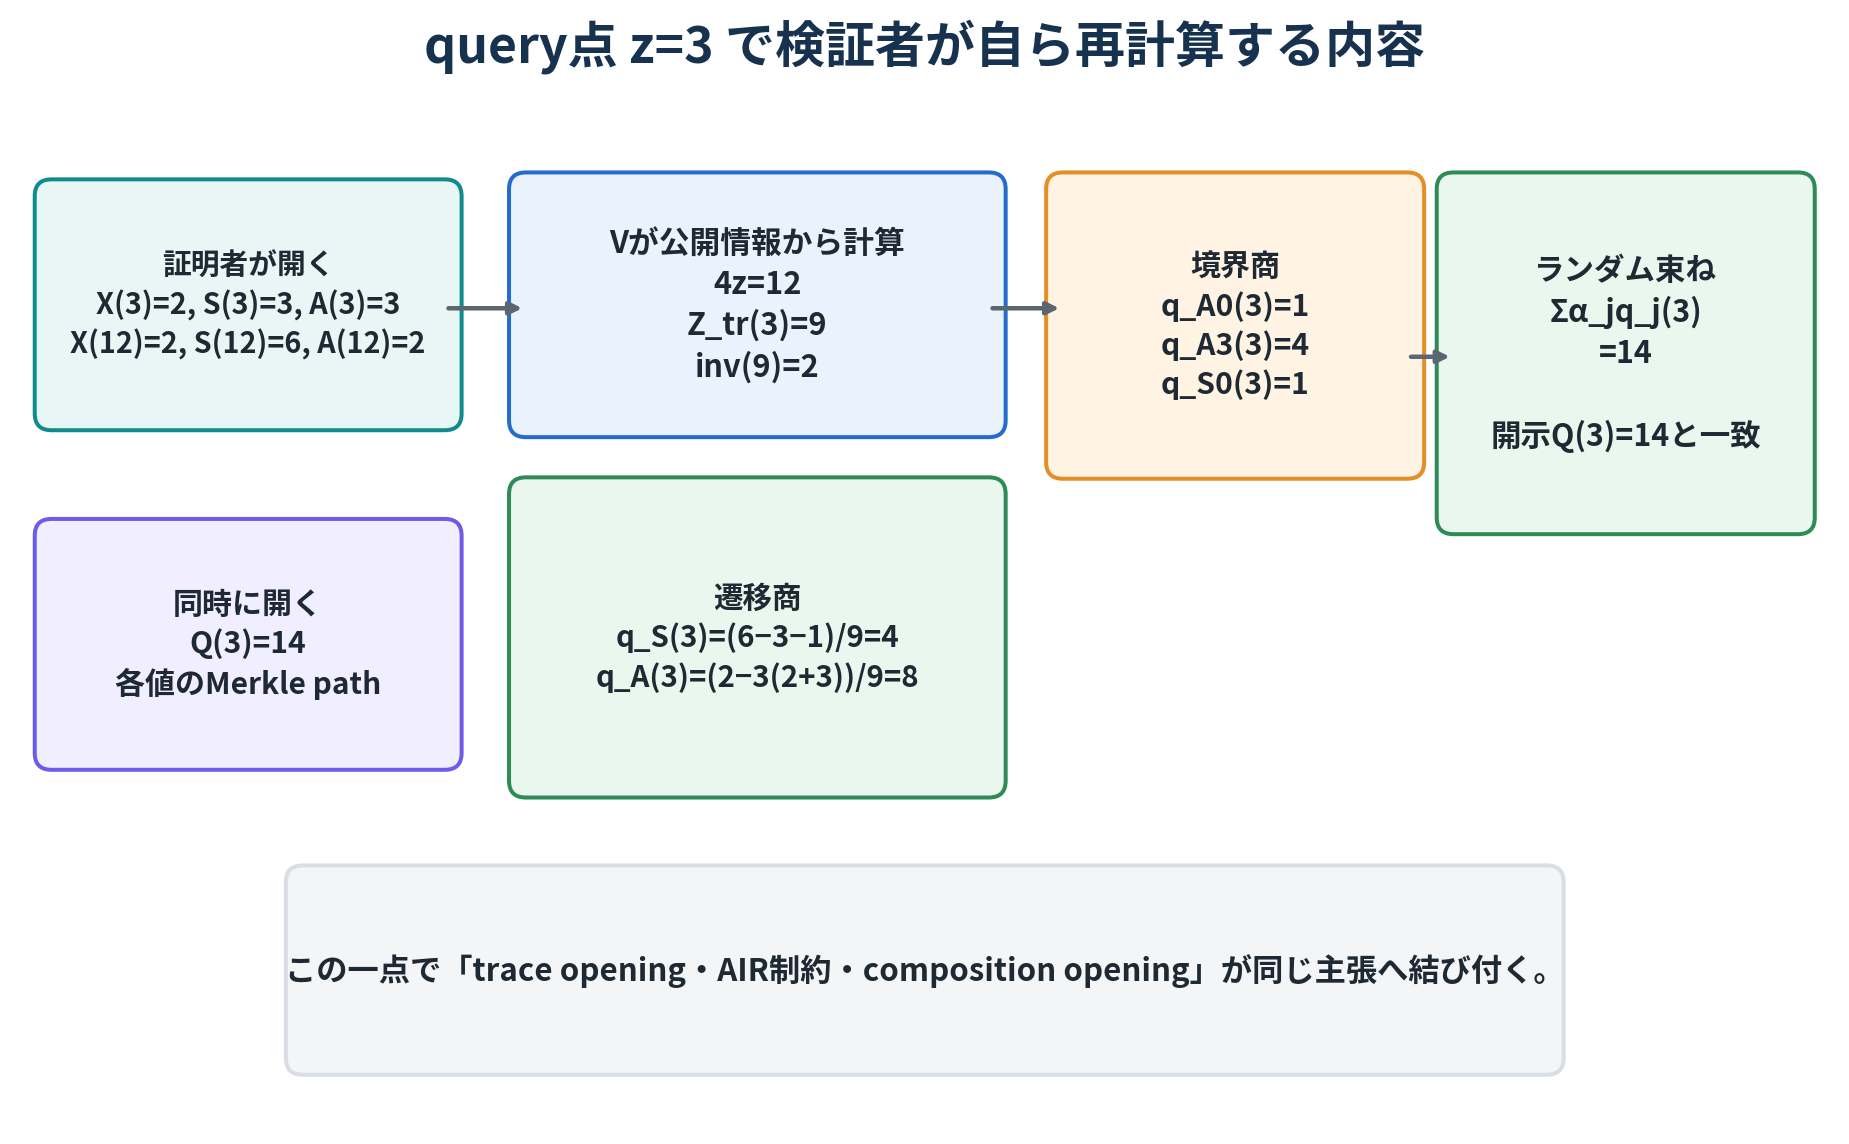 query点 z=3 で検証者が自ら再計算する内容
証明者が開く
X(3)=2, S(3)=3, A(3)=3
X(12)=2, S(12)=6, A(12)=2
Vが公開情報から計算
4z=12
Z_tr(3)=9
inv(9)=2
境界商
q_A0(3)=1
q_A3(3)=4
q_S0(3)=1
ランダム束ね
Σα_jq_j(3)
=14
開示Q(3)=14と一致
同時に開く
Q(3)=14
各値のMerkle path
遷移商
q_S(3)=(6−3−1)/9=4
q_A(3)=(2−3(2+3))/9=8
この一点で「trace opening・AIR制約・composition opening」が同じ主張へ結び付く。